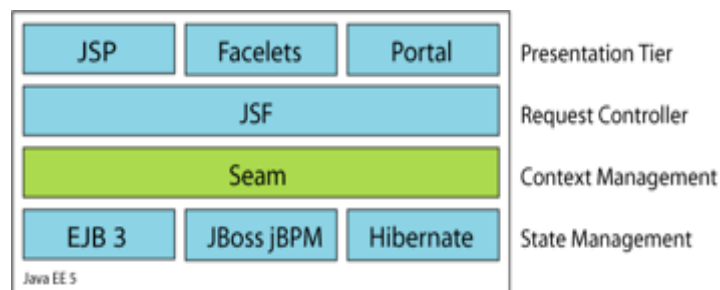 JSP Facelets Portal Presentation Tier
JSF Request Controller
Seam Context Management
EJB 3 JBoss jBPM Hibernate State Management
Java EE 5